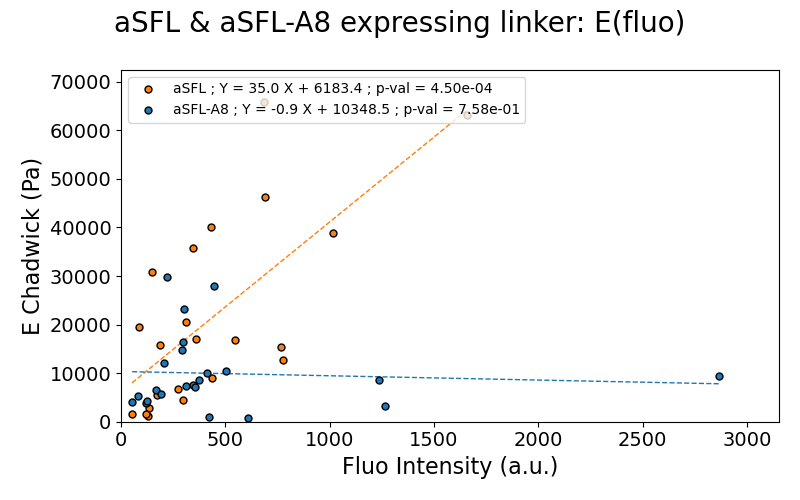 aSFL & aSFL-A8 expressing linker: E(fluo)
aSFL ; Y = 35.0 X + 6183.4 ; p-val = 4.50e-04
aSFL-A8 ; Y = -0.9 X + 10348.5 ; p-val = 7.58e-01
E Chadwick (Pa)
70000
60000
50000
40000
30000
20000
10000
0
0 500 1000 1500 2000 2500 3000
Fluo Intensity (a.u.)